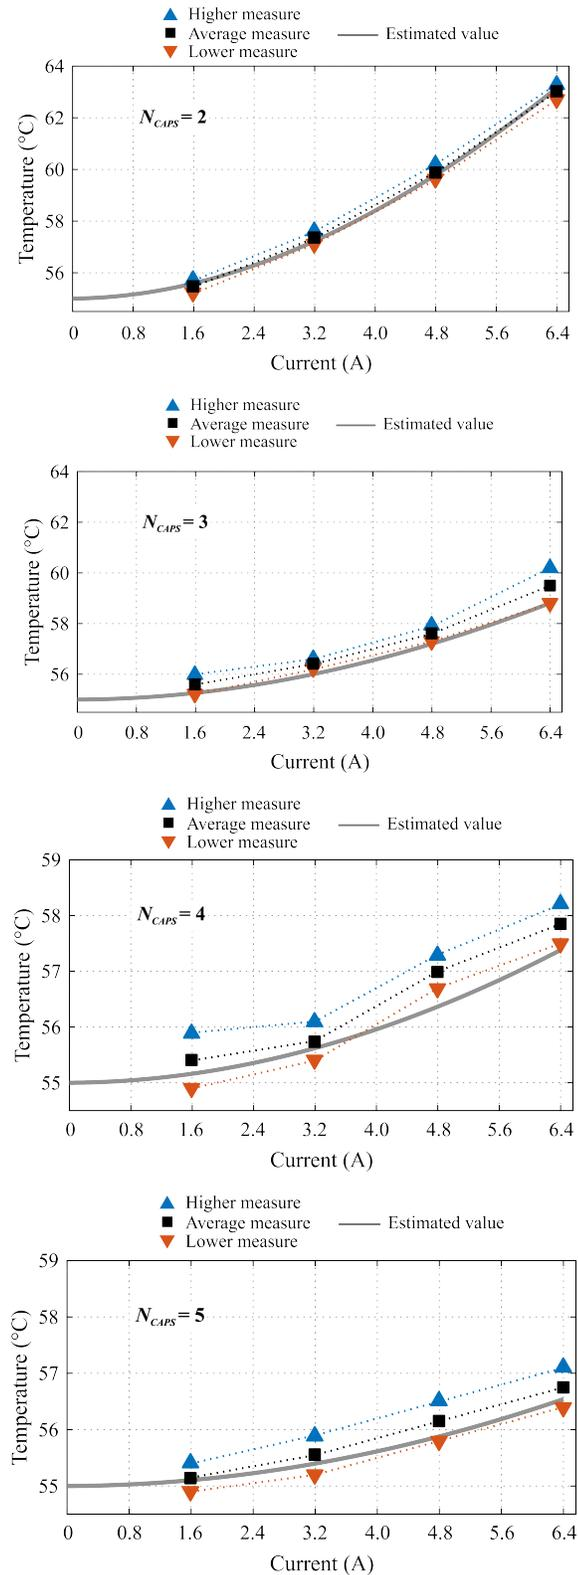 Higher measure
Average measure
Estimated value
Lower measure
64
62
60
58
56
Temperature (°C)
N_CAPS = 2
0 0.8 1.6 2.4 3.2 4.0 4.8 5.6 6.4
Current (A)
Higher measure
Average measure
Estimated value
Lower measure
64
62
60
58
56
Temperature (°C)
N_CAPS = 3
0 0.8 1.6 2.4 3.2 4.0 4.8 5.6 6.4
Current (A)
Higher measure
Average measure
Estimated value
Lower measure
59
58
57
56
55
Temperature (°C)
N_CAPS = 4
0 0.8 1.6 2.4 3.2 4.0 4.8 5.6 6.4
Current (A)
Higher measure
Average measure
Estimated value
Lower measure
59
58
57
56
55
Temperature (°C)
N_CAPS = 5
0 0.8 1.6 2.4 3.2 4.0 4.8 5.6 6.4
Current (A)